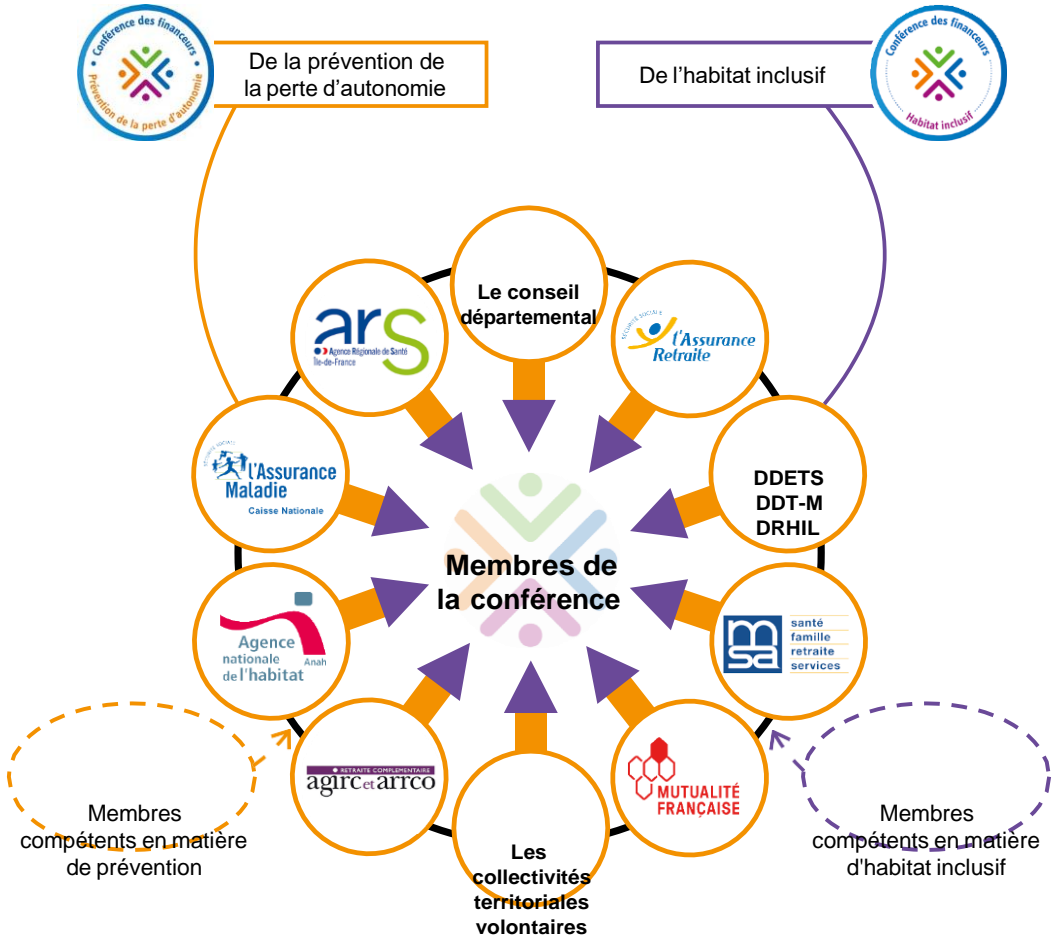 Conférence des financeurs
Prévention de la perte d'autonomie
De la prévention de
la perte d'autonomie
De l'habitat inclusif
Conférence des financeurs
Habitat inclusif
Le conseil
départemental
ars
Agence Régionale de Santé
Île-de-France
SÉCURITÉ SOCIALE
l'Assurance
Retraite
SÉCURITÉ SOCIALE
l'Assurance
Maladie
Caisse Nationale
DDETS
DDT-M
DRHIL
Membres de
la conférence
Agence
nationale
de l'habitat
Anah
msa
santé
famille
retraite
services
RETRAITE COMPLÉMENTAIRE
agirc et arrco
MUTUALITÉ
FRANÇAISE
Les
collectivités
territoriales
volontaires
Membres
compétents en matière
de prévention
Membres
compétents en matière
d'habitat inclusif